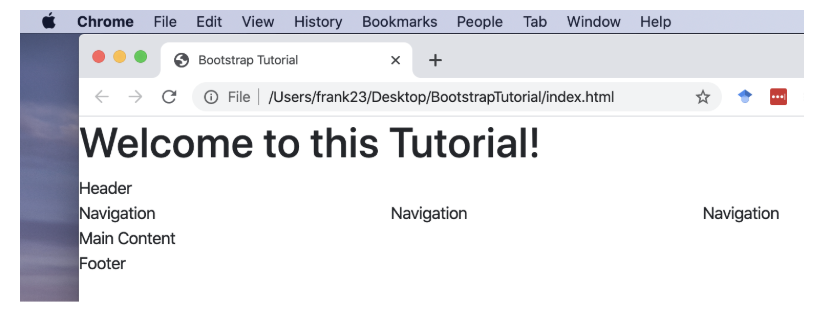 Chrome File Edit View History Bookmarks People Tab Window Help
Bootstrap Tutorial
File /Users/frank23/Desktop/BootstrapTutorial/index.html
Welcome to this Tutorial!
Header
Navigation Navigation Navigation
Main Content
Footer